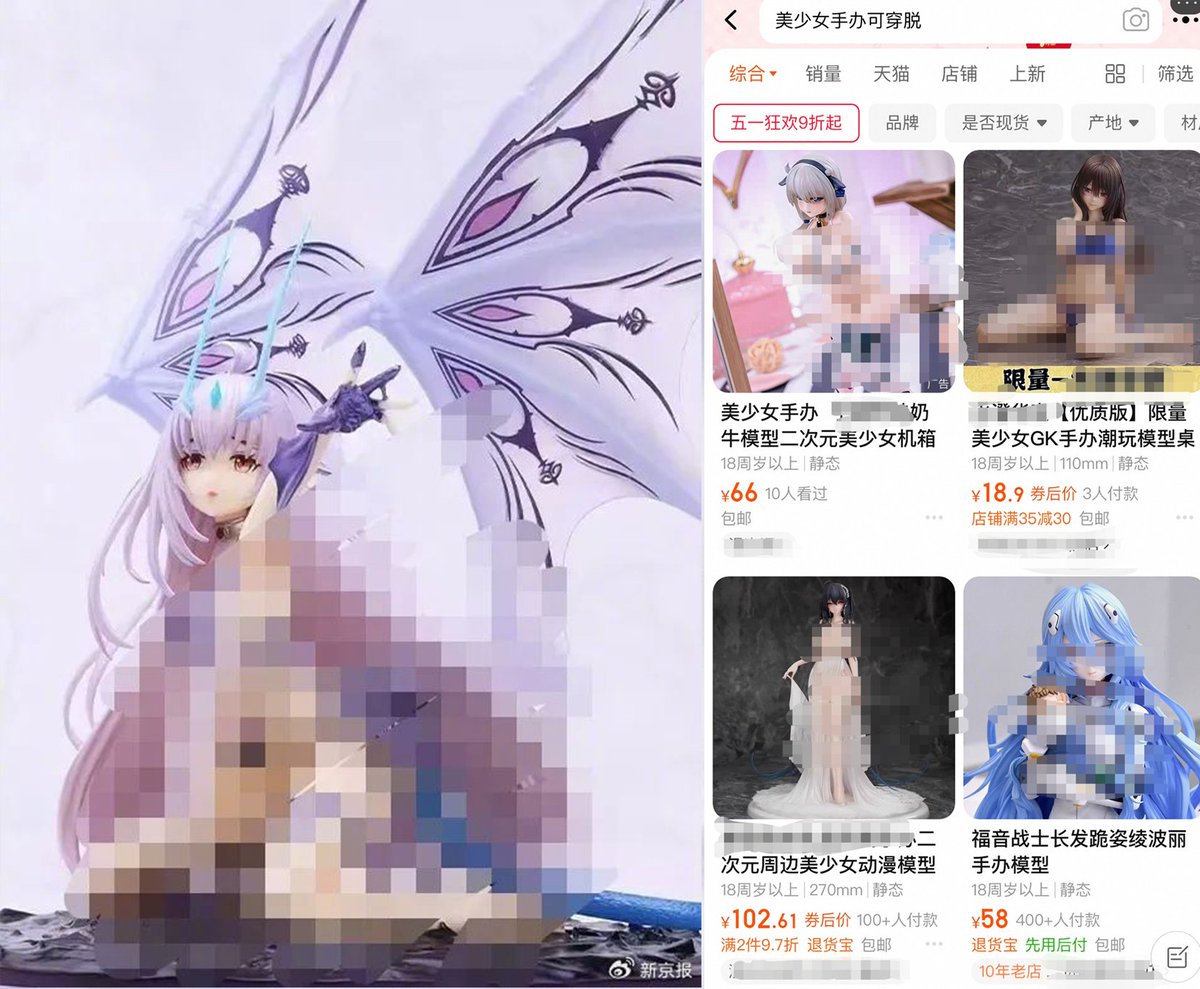 新京报
美少女手办可穿脱
综合 销量 天猫 店铺 上新 筛选
五一狂欢9折起 品牌 是否现货 产地 材
广告
限量一
美少女手办 奶
牛模型二次元美少女机箱
18周岁以上 静态
¥66 10人看过
包邮
【优质版】限量
美少女GK手办潮玩模型桌
18周岁以上 110mm 静态
¥18.9 券后价 3人付款
店铺满35减30 包邮
办二
次元周边美少女动漫模型
18周岁以上 270mm 静态
¥102.61 券后价 100+人付款
满2件9.7折 退货宝 包邮
福音战士长发跪姿绫波丽
手办模型
18周岁以上 静态
¥58 400+人付款
退货宝 先用后付 包邮
10年老店